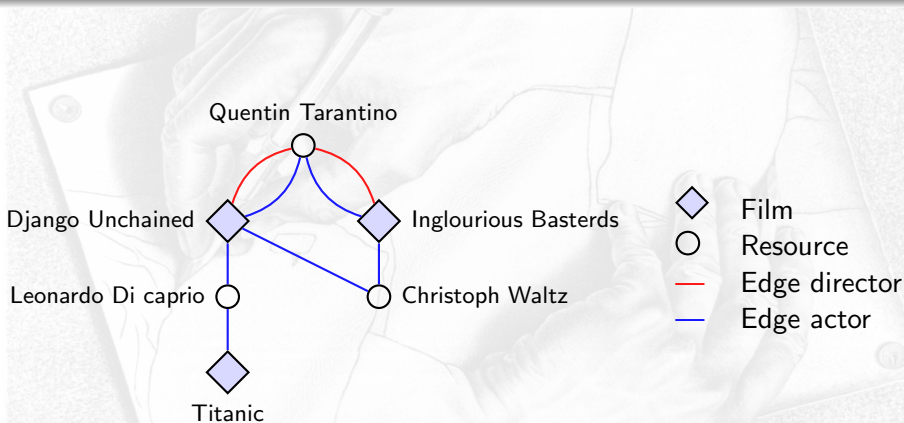 Quentin Tarantino
Django Unchained
Inglourious Basterds
Leonardo Di caprio
Christoph Waltz
Titanic
Film
Resource
Edge director
Edge actor